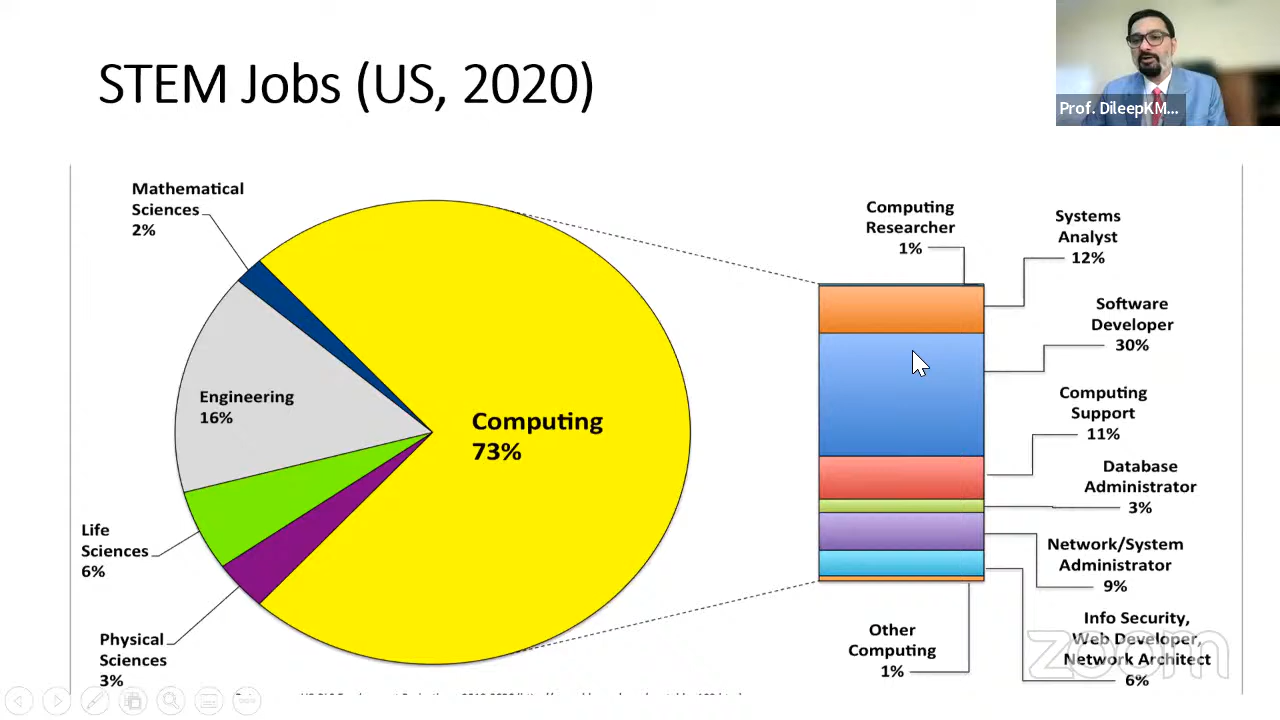 STEM Jobs (US, 2020)
Prof. DileepKM...
Mathematical
Sciences
2%
Engineering
16%
Life
Sciences
6%
Physical
Sciences
3%
Computing
73%
Computing
Researcher
1%
Systems
Analyst
12%
Software
Developer
30%
Computing
Support
11%
Database
Administrator
3%
Network/System
Administrator
9%
Info Security,
Web Developer,
Network Architect
6%
Other
Computing
1%
zoom